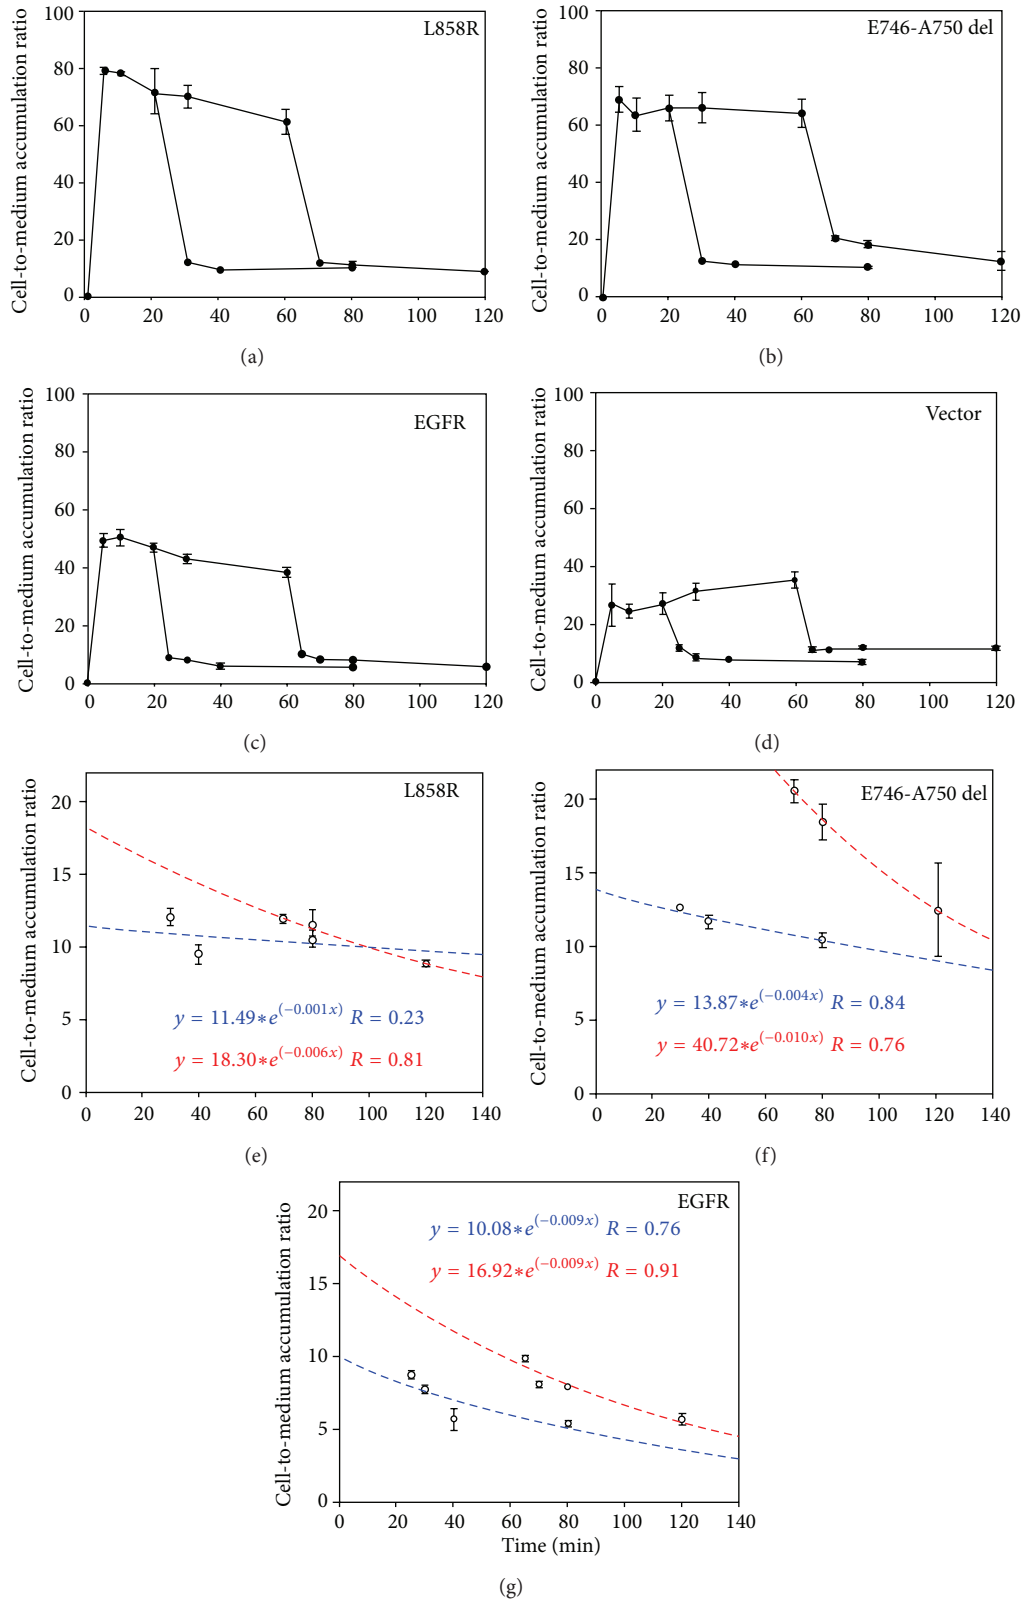 Cell-to-medium accumulation ratio
100
80
60
40
20
0
L858R
0 20 40 60 80 100 120
(a)
Cell-to-medium accumulation ratio
100
80
60
40
20
0
E746-A750 del
0 20 40 60 80 100 120
(b)
Cell-to-medium accumulation ratio
100
80
60
40
20
0
EGFR
0 20 40 60 80 100 120
(c)
Cell-to-medium accumulation ratio
100
80
60
40
20
0
Vector
0 20 40 60 80 100 120
(d)
Cell-to-medium accumulation ratio
20
15
10
5
0
L858R
y = 11.49∗e^(−0.001x) R = 0.23
y = 18.30∗e^(−0.006x) R = 0.81
0 20 40 60 80 100 120 140
(e)
Cell-to-medium accumulation ratio
20
15
10
5
0
E746-A750 del
y = 13.87∗e^(−0.004x) R = 0.84
y = 40.72∗e^(−0.010x) R = 0.76
0 20 40 60 80 100 120 140
(f)
Cell-to-medium accumulation ratio
20
15
10
5
0
EGFR
y = 10.08∗e^(−0.009x) R = 0.76
y = 16.92∗e^(−0.009x) R = 0.91
0 20 40 60 80 100 120 140
Time (min)
(g)